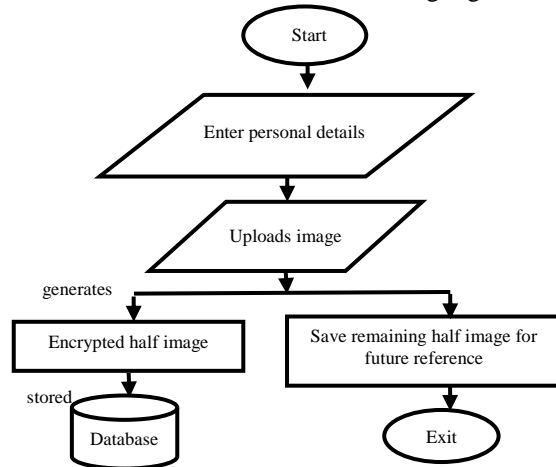 Start
Enter personal details
Uploads image
generates
Encrypted half image
Save remaining half image for
future reference
stored
Database
Exit